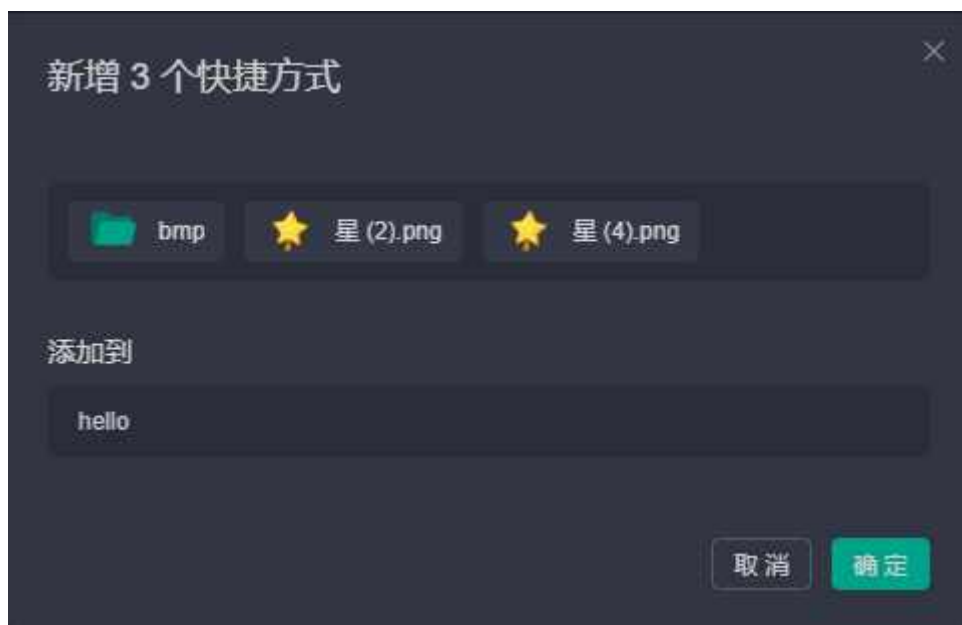 新增 3 个快捷方式
bmp 星 (2).png 星 (4).png
添加到
hello
取消 确定